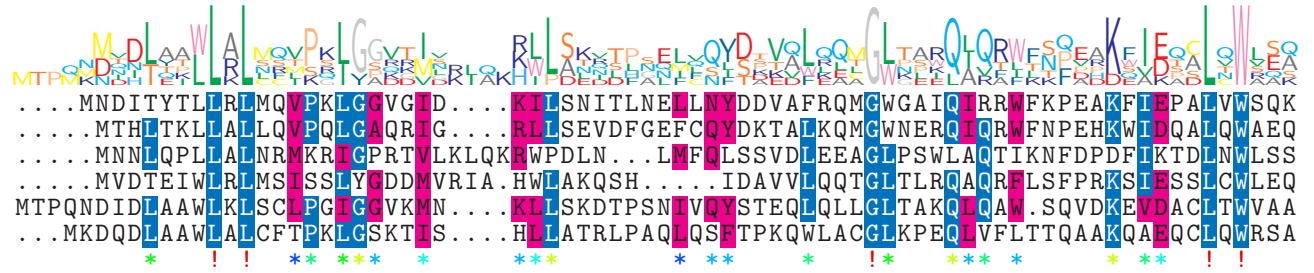 ....MNDITYTLLRLMQVPKLGGVGID....KILSNITLNELLNYDDVAFRQMGWGAIQIRRWFKPEAKFIEPALVWSQK
.....MTHLTKLLALLQVPQLGAQRIG....RLLSEVDFGEFCQYDKTALKQMGWNERQIQRWFNPEHKWIDQALQWAEQ
.....MNNLQPLLALNRMKRIGPRTVLKLQKRWPDLN...LMFQLSSVDLEEAGLPSWLAQTIKNFDPDFIKTDLNWLSS
.....MVDTEIWLRLMSISSLYGDDMVRIA.HWLAKQSH.....IDAVVLQQTGLTLRQAQRFLSFPRKSIESSLCWLEQ
MTPQNDIDLAAWLKLSCLPGIGGVKMN....KLLSKDTPSNIVQYSTEQLQLLGLTAKQLQAW.SQVDKEVDACLTWVAA
...MKDQDLAAWLALCFTPKLGSKTIS....HLLATRLPAQLQSFTPKQWLACGLKPEQLVFLTTQAAKQAEQCLQWRSA